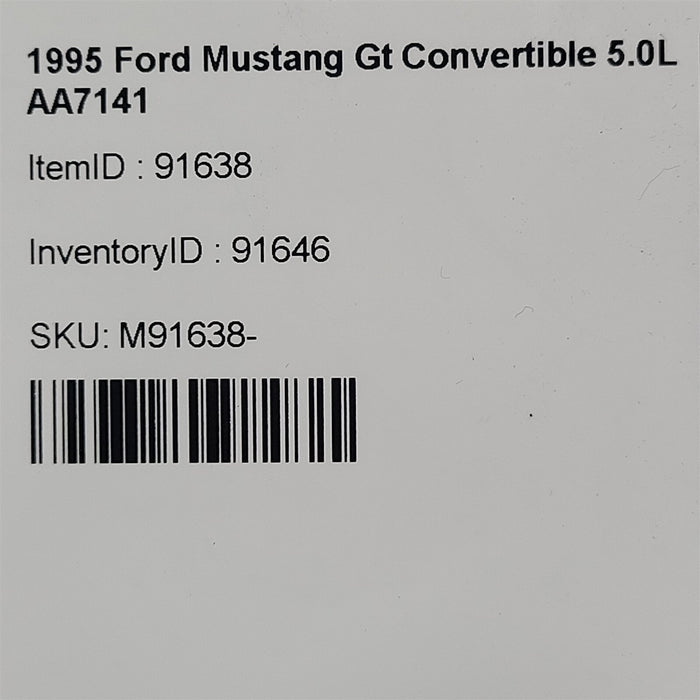 1995 Ford Mustang Gt Convertible 5.0L
AA7141
ItemID : 91638
InventoryID : 91646
SKU: M91638-